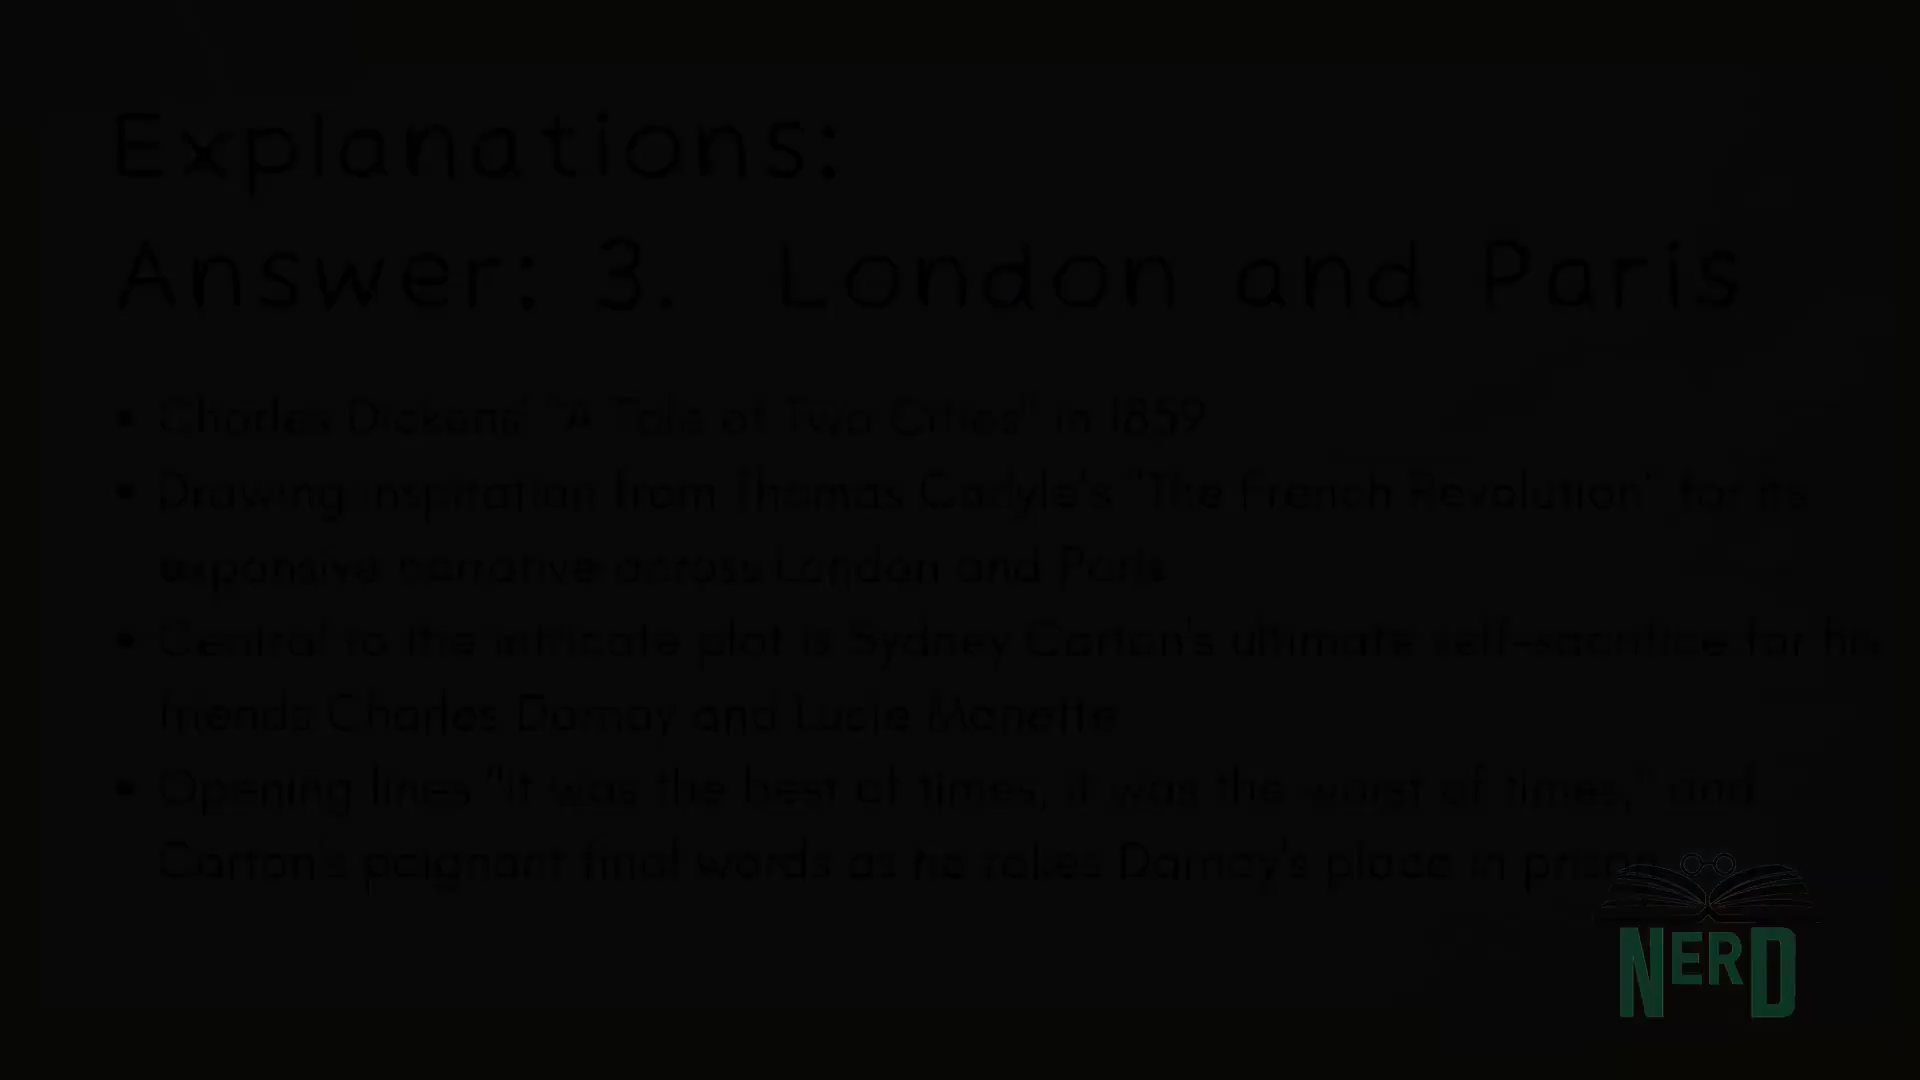 Explanations:
Answer: 3. London and Paris
▪ Charles Dickens' "A Tale of Two Cities" in 1859
▪ Drawing inspiration from Thomas Carlyle's "The French Revolution" for its
expansive narrative across London and Paris
▪ Central to the intricate plot is Sydney Carton's ultimate self-sacrifice for his
friends Charles Darnay and Lucie Manette
▪ Opening lines "it was the best of times, it was the worst of times," and
Carton's poignant final words as he takes Darnay's place in prison
NERD